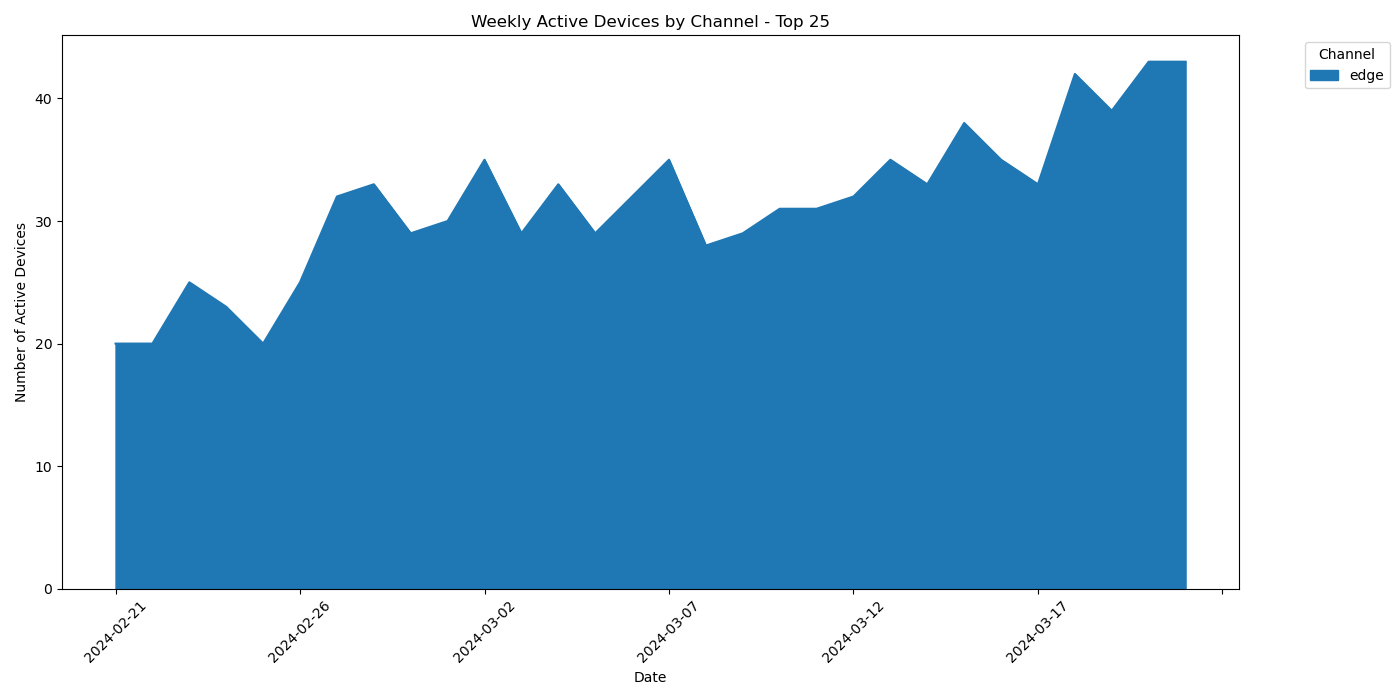 Weekly Active Devices by Channel - Top 25
Channel
edge
Number of Active Devices
40
30
20
10
0
2024-02-21
2024-02-26
2024-03-02
2024-03-07
2024-03-12
2024-03-17
Date